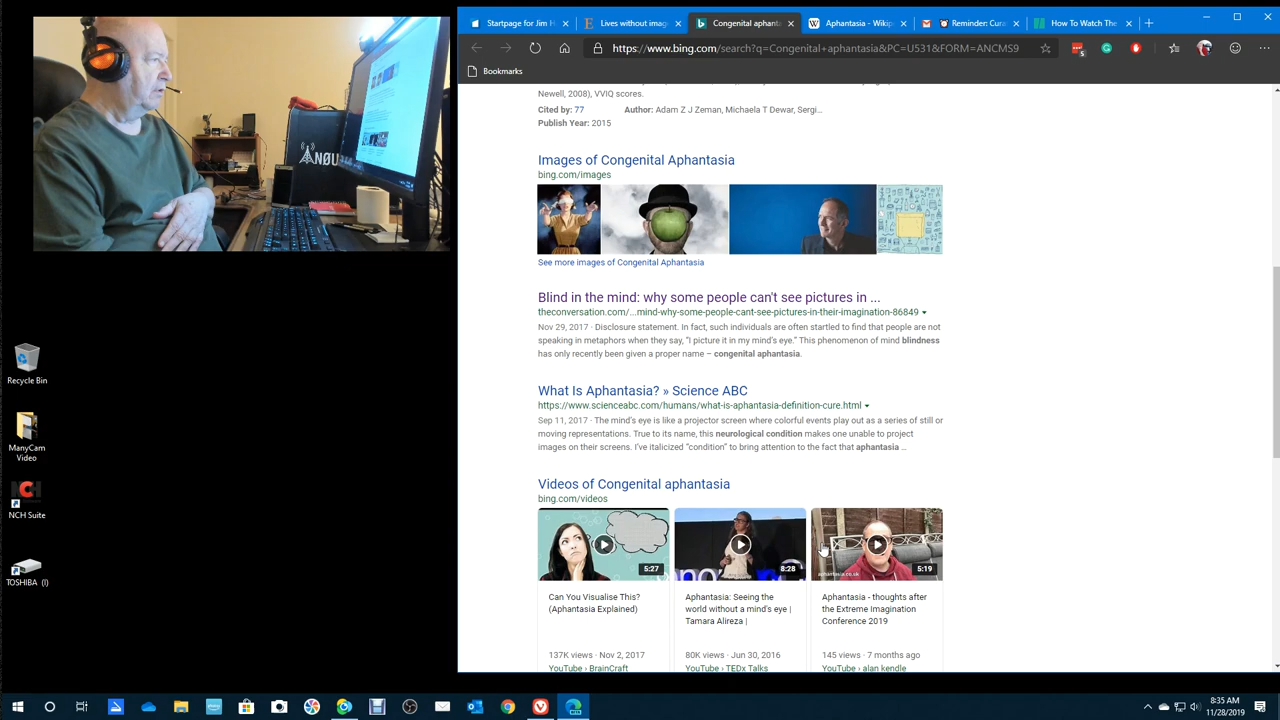 Startpage for Jim H
Lives without imag
Congenital aphanta
Aphantasia - Wikip
Reminder: Cura
How To Watch The
https://www.bing.com/search?q=Congenital+aphantasia&PC=U531&FORM=ANCMS9
Bookmarks
Newell, 2008), VVIQ scores.
Cited by: 77 Author: Adam Z J Zeman, Michaela T Dewar, Sergi...
Publish Year: 2015
Images of Congenital Aphantasia
bing.com/images
See more images of Congenital Aphantasia
Blind in the mind: why some people can't see pictures in ...
theconversation.com/...mind-why-some-people-cant-see-pictures-in-their-imagination-86849
Nov 29, 2017 · Disclosure statement. In fact, such individuals are often startled to find that people are not
speaking in metaphors when they say, "I picture it in my mind's eye." This phenomenon of mind blindness
has only recently been given a proper name – congenital aphantasia.
What Is Aphantasia? » Science ABC
https://www.scienceabc.com/humans/what-is-aphantasia-definition-cure.html
Sep 11, 2017 · The mind's eye is like a projector screen where colorful events play out as a series of still or
moving representations. True to its name, this neurological condition makes one unable to project
images on their screens. I've italicized "condition" to bring attention to the fact that aphantasia ...
Videos of Congenital aphantasia
bing.com/videos
5:27
8:28
5:19
aphantasia.co.uk
Can You Visualise This?
(Aphantasia Explained)
137K views · Nov 2, 2017
YouTube › BrainCraft
Aphantasia: Seeing the
world without a mind's eye |
Tamara Alireza |
80K views · Jun 30, 2016
YouTube › TEDx Talks
Aphantasia - thoughts after
the Extreme Imagination
Conference 2019
145 views · 7 months ago
YouTube › alan kendle
Recycle Bin
ManyCam
Video
NCH
NCH Suite
TOSHIBA (I)
8:35 AM
11/28/2019